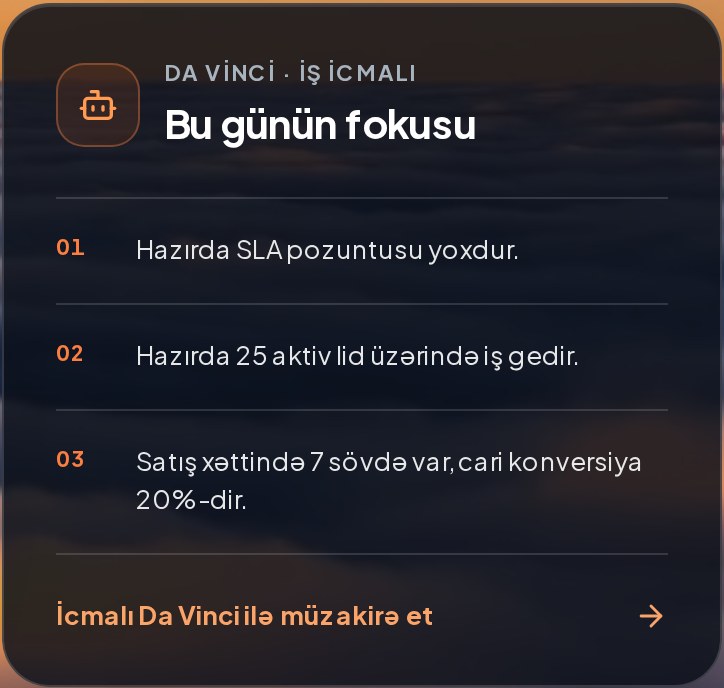 DA VİNCİ · İŞ İCMALI
Bu günün fokusu
01 Hazırda SLA pozuntusu yoxdur.
02 Hazırda 25 aktiv lid üzərində iş gedir.
03 Satış xəttində 7 sövdə var, cari konversiya
20%-dir.
İcmalı Da Vinci ilə müzakirə et